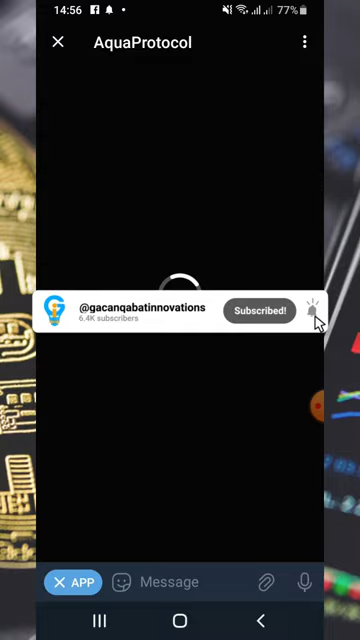 14:56
77%
AquaProtocol
@gacanqabatinnovations
6.4K subscribers
Subscribed!
APP
Message